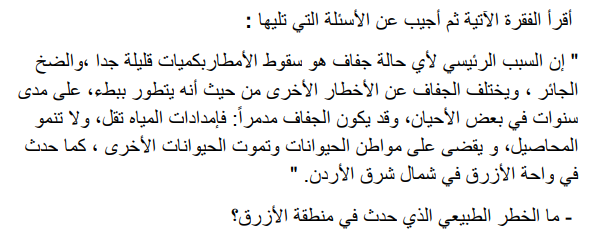 أقرأ الفقرة الآتية ثم أجيب عن الأسئلة التي تليها :
" إن السبب الرئيسي لأي حالة جفاف هو سقوط الأمطاربكميات قليلة جدا ،والضخ
الجائر ، ويختلف الجفاف عن الأخطار الأخرى من حيث أنه يتطور ببطء، على مدى
سنوات في بعض الأحيان، وقد يكون الجفاف مدمراً: فإمدادات المياه تقل، ولا تنمو
المحاصيل، و يقضى على مواطن الحيوانات وتموت الحيوانات الأخرى ، كما حدث
في واحة الأزرق في شمال شرق الأردن. "
- ما الخطر الطبيعي الذي حدث في منطقة الأزرق؟